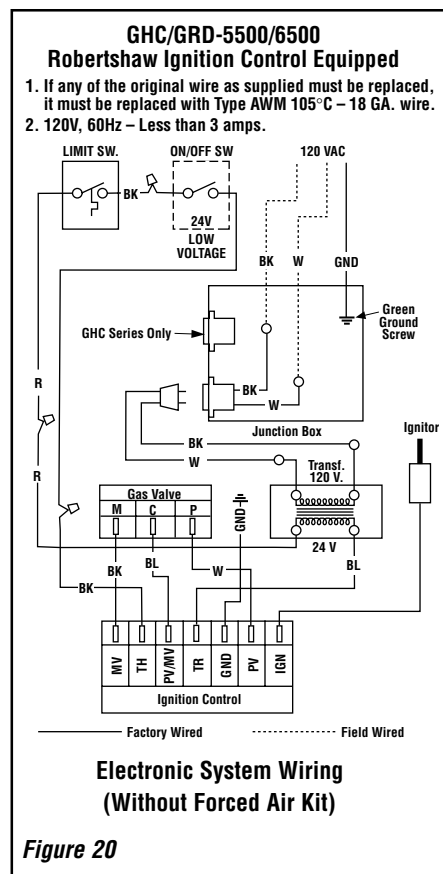 GHC/GRD-5500/6500
Robertshaw Ignition Control Equipped
1. If any of the original wire as supplied must be replaced,
it must be replaced with Type AWM 105°C – 18 GA. wire.
2. 120V, 60Hz – Less than 3 amps.
LIMIT SW.
ON/OFF SW
120 VAC
BK
24V
LOW
VOLTAGE
BK
W
GND
GHC Series Only
Green
Ground
Screw
R
BK
W
Junction Box
Ignitor
BK
W
Transf.
120 V.
R
Gas Valve
M
C
P
GND
24 V
BK
BK
BL
W
BL
MV
TH
PV/MV
TR
GND
PV
IGN
Ignition Control
Factory Wired
Field Wired
Electronic System Wiring
(Without Forced Air Kit)
Figure 20